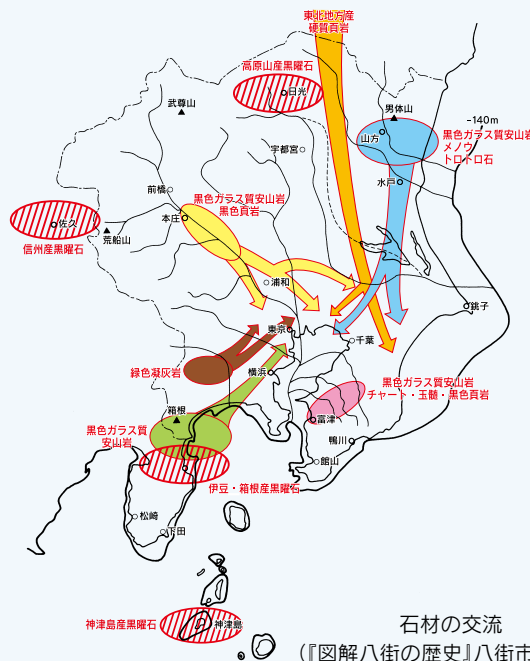 東北地方産
硬質頁岩
高原山産黒曜石
日光
武尊山
男体山
-140m
山方
黒色ガラス質安山岩
メノウ
トロトロ石
宇都宮
水戸
前橋
黒色ガラス質安山岩
黒色頁岩
本庄
佐久
荒船山
信州産黒曜石
浦和
銚子
東京
千葉
緑色凝灰岩
横浜
黒色ガラス質安山岩
チャート・玉髄・黒色頁岩
箱根
富津
黒色ガラス質
安山岩
鴨川
館山
伊豆・箱根産黒曜石
松崎
下田
神津島産黒曜石
神津島
石材の交流
(『図解八街の歴史』八街市